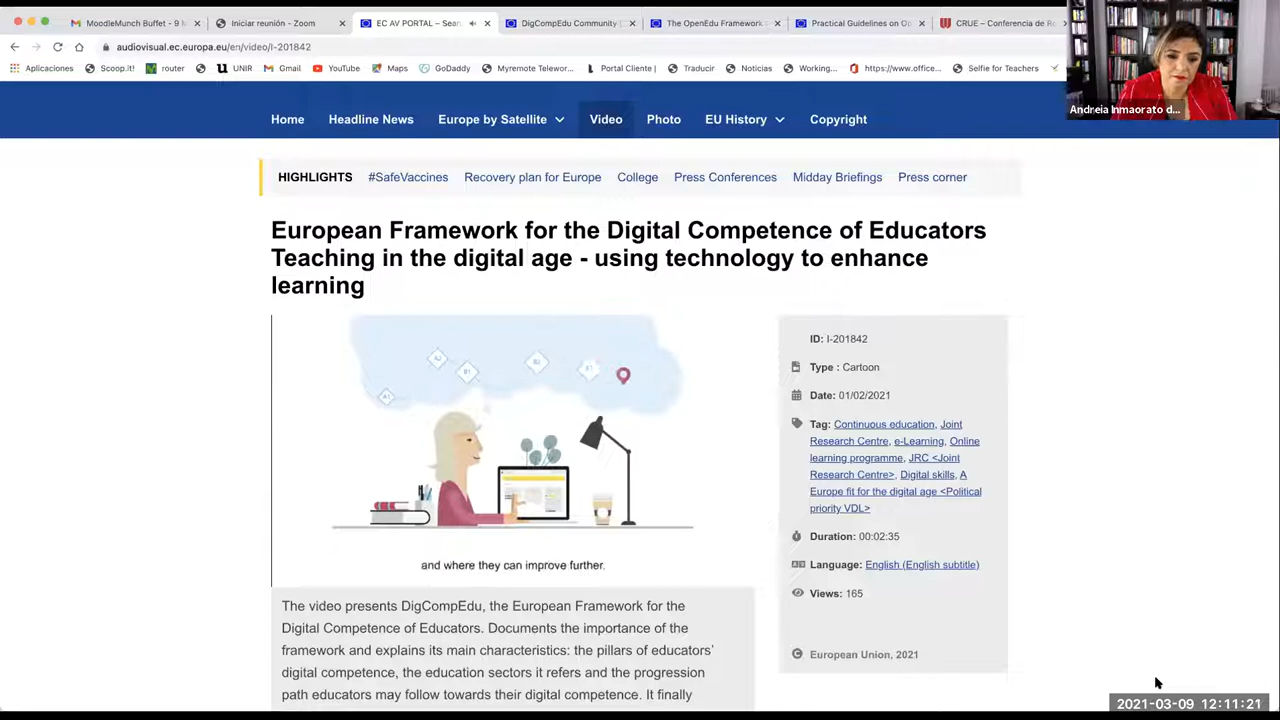 MoodleMunch Buffet - 9 M
Iniciar reunión - Zoom
EC AV PORTAL – Sear
DigCompEdu Community |
The OpenEdu Framework o
Practical Guidelines on Op
CRUE – Conferencia de R
audiovisual.ec.europa.eu/en/video/I-201842
Aplicaciones Scoop.it! router UNIR Gmail YouTube Maps GoDaddy Myremote Telewor... Portal Cliente | Traducir Noticias Working... https://www.office... Selfie for Teachers
Andreia Inmaorato d...
Home Headline News Europe by Satellite Video Photo EU History Copyright
HIGHLIGHTS #SafeVaccines Recovery plan for Europe College Press Conferences Midday Briefings Press corner
European Framework for the Digital Competence of Educators
Teaching in the digital age - using technology to enhance
learning
A2
B1
B2
A1
and where they can improve further.
The video presents DigCompEdu, the European Framework for the
Digital Competence of Educators. Documents the importance of the
framework and explains its main characteristics: the pillars of educators'
digital competence, the education sectors it refers and the progression
path educators may follow towards their digital competence. It finally
ID: I-201842
Type : Cartoon
Date: 01/02/2021
Tag: Continuous education, Joint
Research Centre, e-Learning, Online
learning programme, JRC <Joint
Research Centre>, Digital skills, A
Europe fit for the digital age <Political
priority VDL>
Duration: 00:02:35
Language: English (English subtitle)
Views: 165
European Union, 2021
2021-03-09 12:11:21